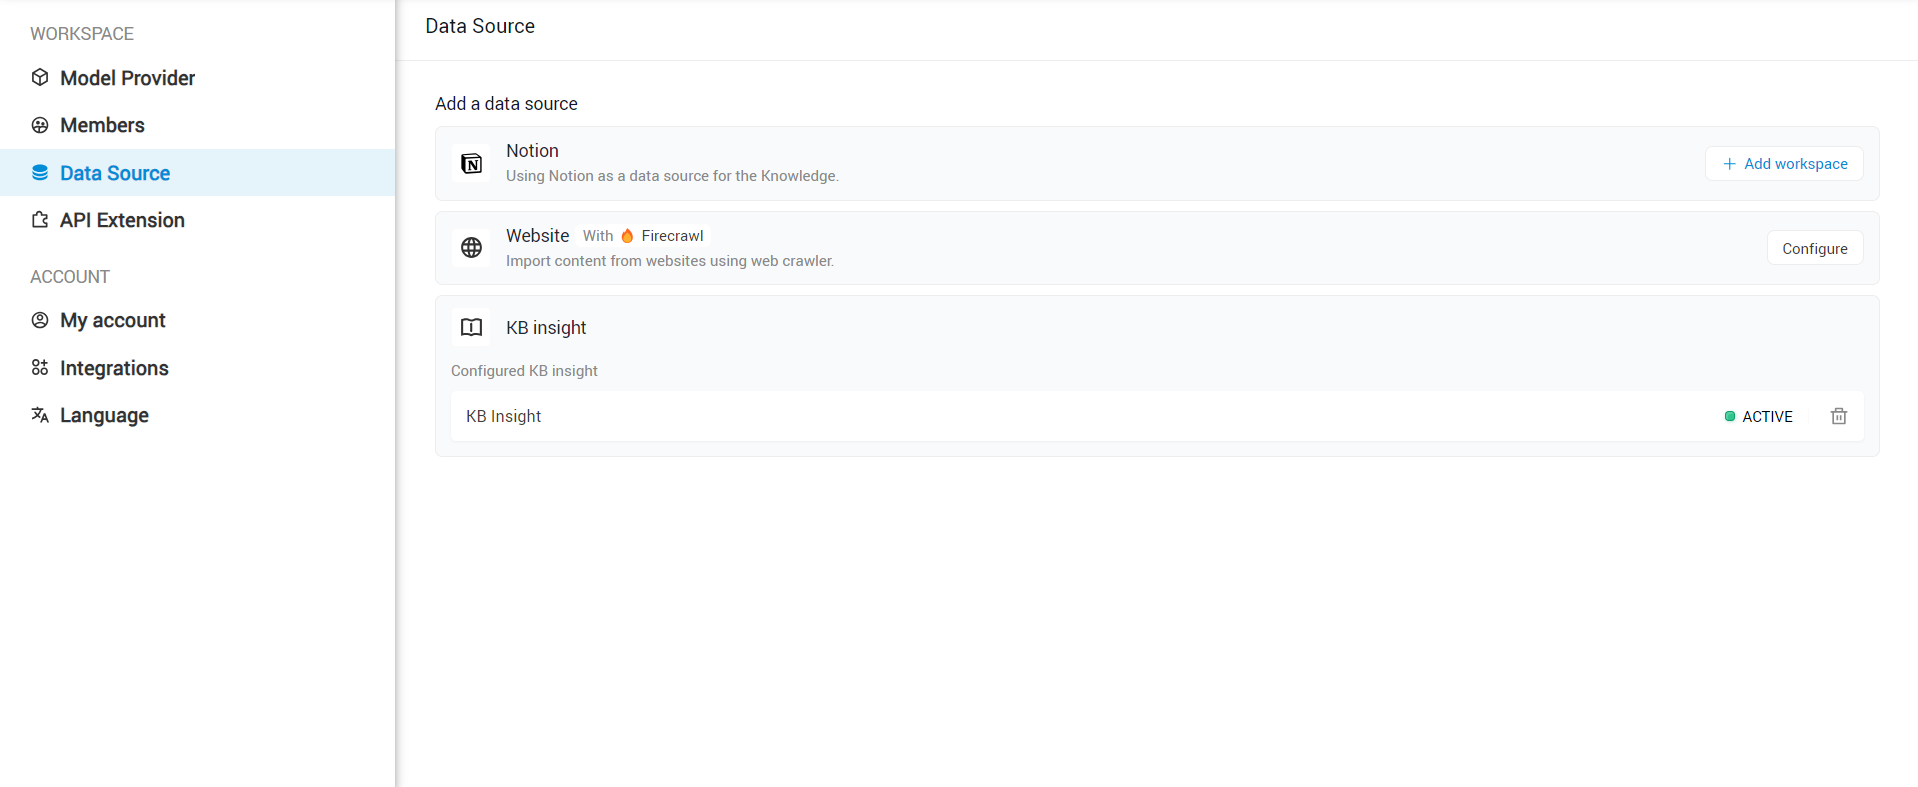 WORKSPACE
Model Provider
Members
Data Source
API Extension
ACCOUNT
My account
Integrations
Language
Data Source
Add a data source
Notion
Using Notion as a data source for the Knowledge.
Add workspace
Website With Firecrawl
Import content from websites using web crawler.
Configure
KB insight
Configured KB insight
KB Insight ACTIVE